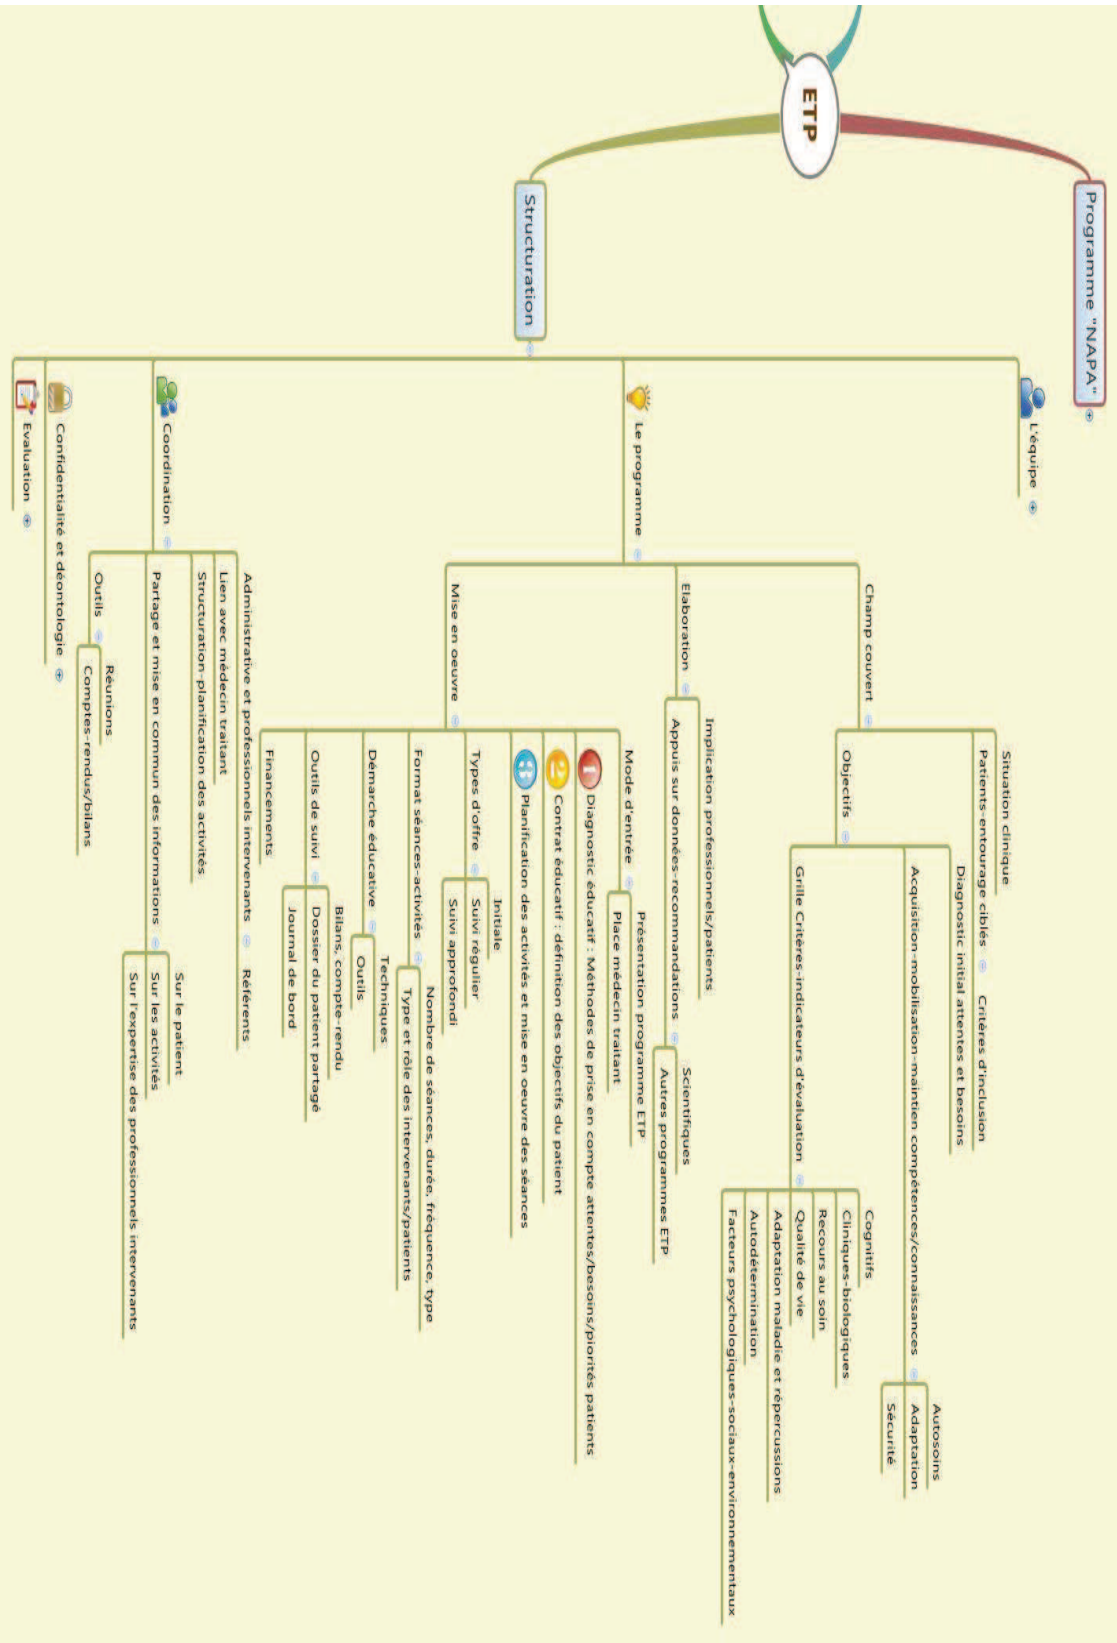 ETP
Programme "NAPA"
Structuration
L'équipe
Le programme
Champ couvert
Situation clinique
Patients-entourage ciblés
Critères d'inclusion
Objectifs
Diagnostic initial attentes et besoins
Acquisition-mobilisation-maintien compétences/connaissances
Autosoins
Adaptation
Sécurité
Grille Critères-indicateurs d'évaluation
Cognitifs
Cliniques-biologiques
Recours au soin
Qualité de vie
Adaptation maladie et répercussions
Autodétermination
Facteurs psychologiques-sociaux-environnementaux
Elaboration
Implication professionnels/patients
Appuis sur données-recommandations
Scientifiques
Autres programmes ETP
Mise en oeuvre
Mode d'entrée
Présentation programme ETP
Place médecin traitant
1 Diagnostic éducatif : Méthodes de prise en compte attentes/besoins/piorités patients
2 Contrat éducatif : définition des objectifs du patient
3 Planification des activités et mise en oeuvre des séances
Types d'offre
Initiale
Suivi régulier
Suivi approfondi
Format séances-activités
Nombre de séances, durée, fréquence, type
Type et rôle des intervenants/patients
Démarche éducative
Techniques
Outils
Outils de suivi
Bilans, compte-rendu
Dossier du patient partagé
Journal de bord
Financements
Coordination
Administrative et professionnels intervenants
Référents
Lien avec médecin traitant
Structuration-planification des activités
Partage et mise en commun des informations
Sur le patient
Sur les activités
Sur l'expertise des professionnels intervenants
Outils
Réunions
Comptes-rendus/bilans
Confidentialité et déontologie
Evaluation